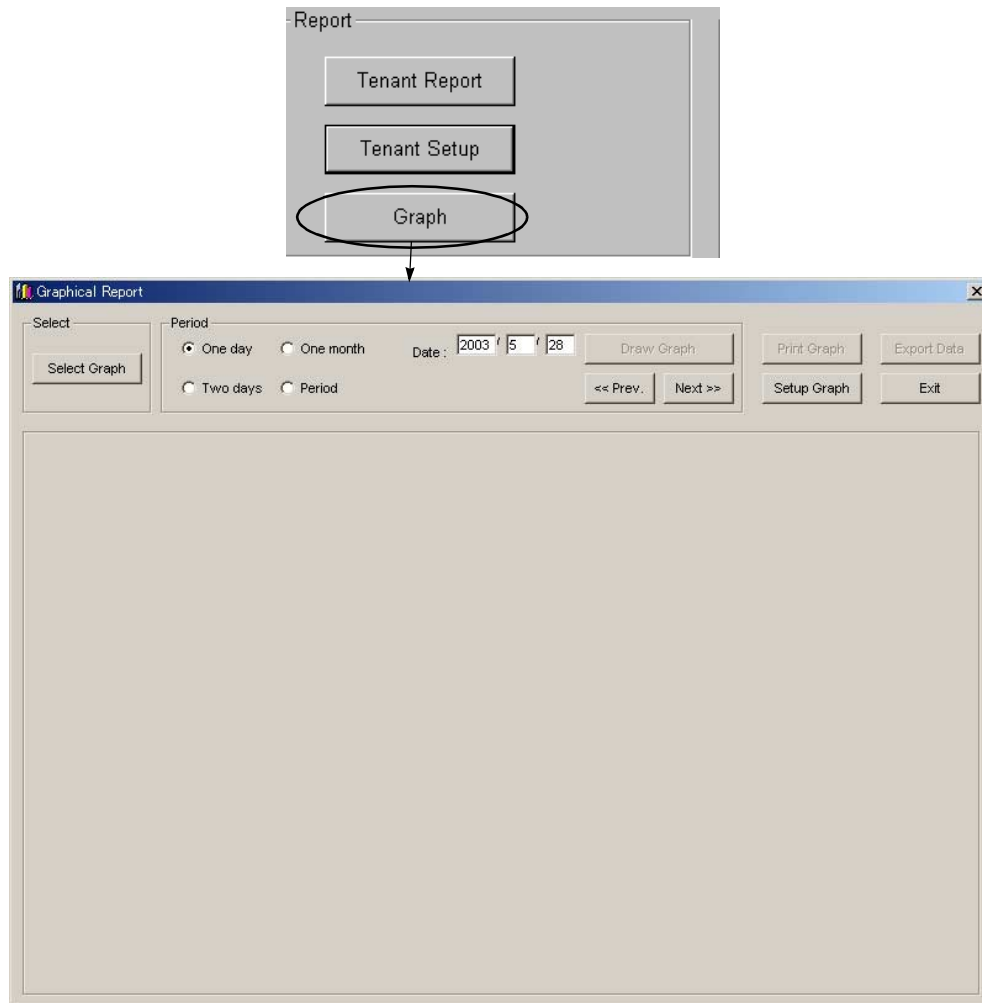 Report
Tenant Report
Tenant Setup
Graph
Graphical Report
Select
Select Graph
Period
One day
One month
Two days
Period
Date : 2003 / 5 / 28
Draw Graph
<< Prev.
Next >>
Print Graph
Export Data
Setup Graph
Exit